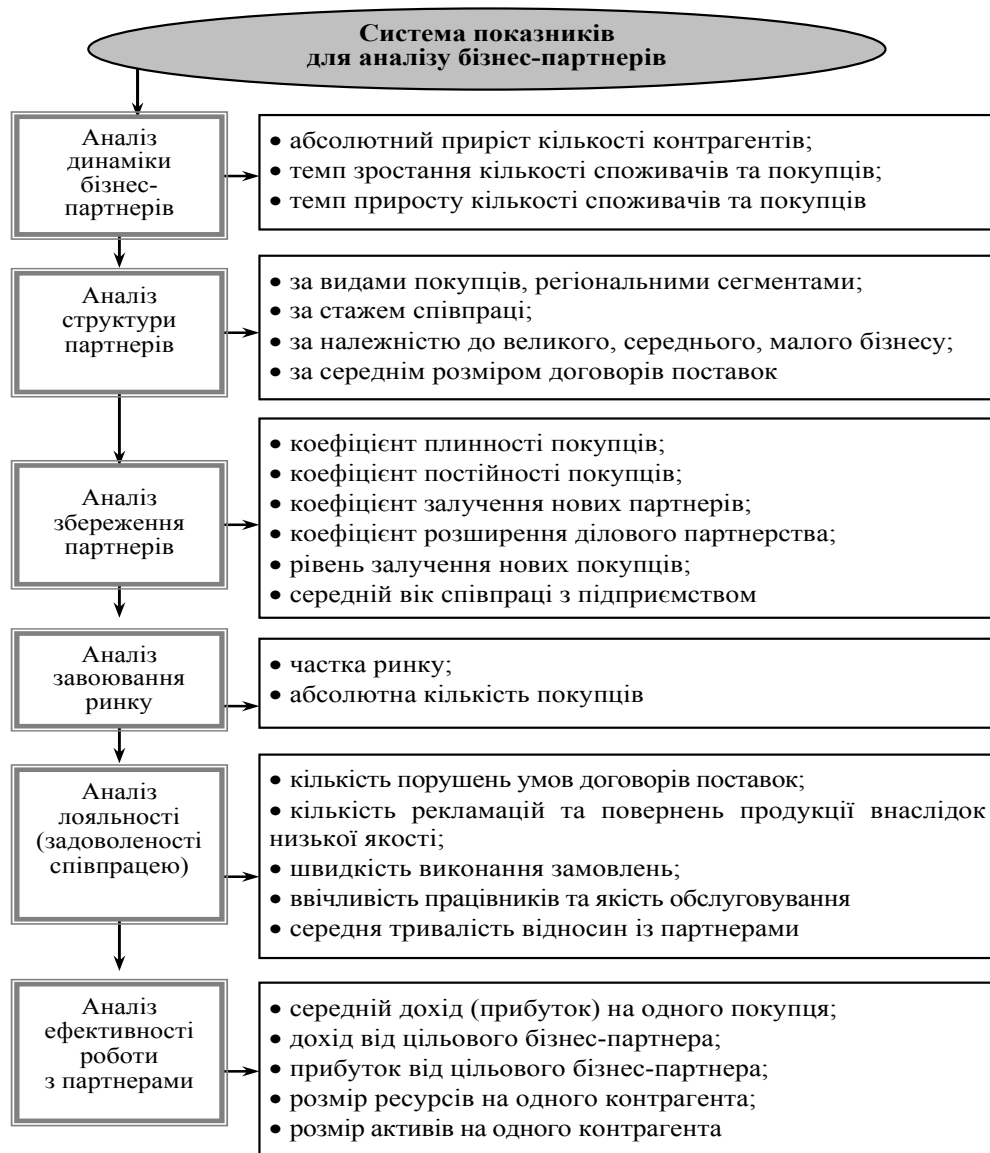 Система показників
для аналізу бізнес-партнерів
Аналіз
динаміки
бізнес-
партнерів
• абсолютний приріст кількості контрагентів;
• темп зростання кількості споживачів та покупців;
• темп приросту кількості споживачів та покупців
Аналіз
структури
партнерів
• за видами покупців, регіональними сегментами;
• за стажем співпраці;
• за належністю до великого, середнього, малого бізнесу;
• за середнім розміром договорів поставок
Аналіз
збереження
партнерів
• коефіцієнт плинності покупців;
• коефіцієнт постійності покупців;
• коефіцієнт залучення нових партнерів;
• коефіцієнт розширення ділового партнерства;
• рівень залучення нових покупців;
• середній вік співпраці з підприємством
Аналіз
завоювання
ринку
• частка ринку;
• абсолютна кількість покупців
Аналіз
лояльності
(задоволеності
співпрацею)
• кількість порушень умов договорів поставок;
• кількість рекламацій та повернень продукції внаслідок
низької якості;
• швидкість виконання замовлень;
• ввічливість працівників та якість обслуговування
• середня тривалість відносин із партнерами
Аналіз
ефективності
роботи
з партнерами
• середній дохід (прибуток) на одного покупця;
• дохід від цільового бізнес-партнера;
• прибуток від цільового бізнес-партнера;
• розмір ресурсів на одного контрагента;
• розмір активів на одного контрагента